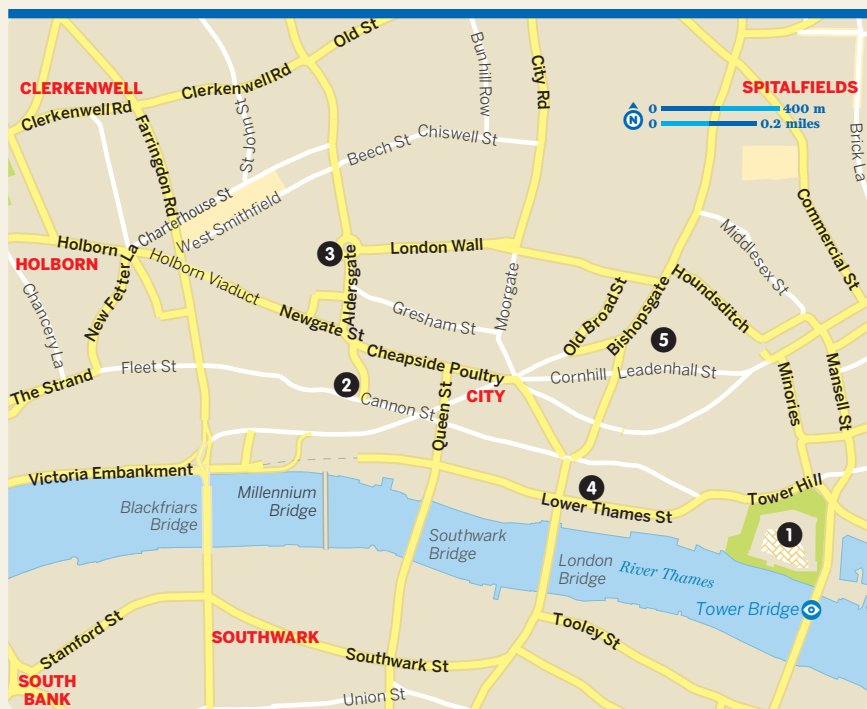 Old St
Bunhill Row
City Rd
CLERKENWELL
Clerkenwell Rd
Clerkenwell Rd
SPITALFIELDS
N
0 400 m
0 0.2 miles
Farringdon Rd
St John St
Beech St
Chiswell St
Brick La
Charterhouse St
West Smithfield
Commercial St
Middlesex St
Holborn
HOLBORN
New Fetter La
Holborn Viaduct
3
London Wall
Aldersgate
Moorgate
Houndsditch
Chancery La
Newgate St
Gresham St
Old Broad St
Bishopsgate
5
Fleet St
The Strand
Cheapside
Poultry
Cornhill
Leadenhall St
Minories
Mansell St
2
Cannon St
Queen St
CITY
Victoria Embankment
4
Lower Thames St
Tower Hill
1
Blackfriars
Bridge
Millennium
Bridge
Southwark
Bridge
London
Bridge
River Thames
Tower Bridge
Stamford St
SOUTHWARK
Southwark St
Tooley St
SOUTH
BANK
Union St